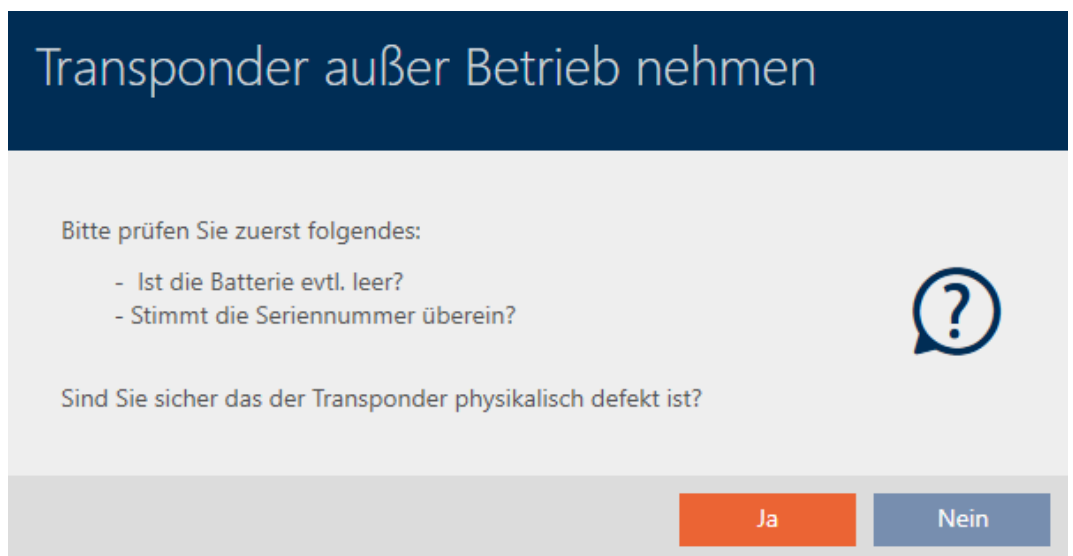 Transponder außer Betrieb nehmen
Bitte prüfen Sie zuerst folgendes:
- Ist die Batterie evtl. leer?
- Stimmt die Seriennummer überein?
?
Sind Sie sicher das der Transponder physikalisch defekt ist?
Ja
Nein